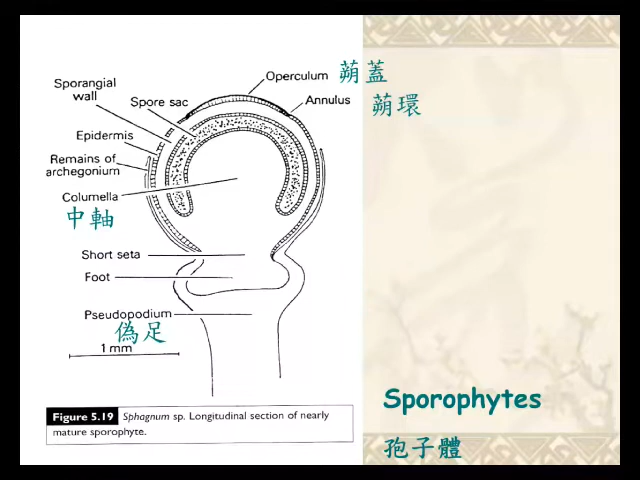 Operculum 蒴蓋
Sporangial
wall
Spore sac
Annulus 蒴環
Epidermis
Remains of
archegonium
Columella
中軸
Short seta
Foot
Pseudopodium
偽足
1 mm
Figure 5.19 Sphagnum sp. Longitudinal section of nearly
mature sporophyte.
Sporophytes
孢子體